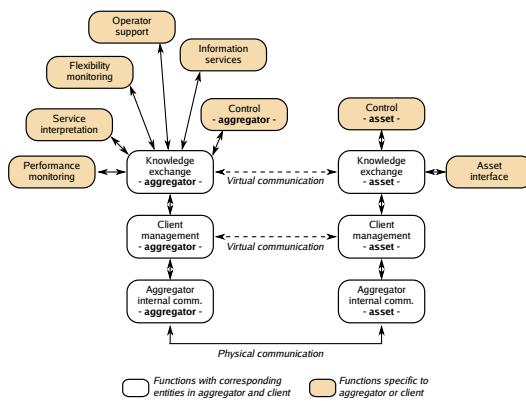 Operator
support
Information
services
Flexibility
monitoring
Control
- aggregator -
Control
- asset -
Service
interpretation
Performance
monitoring
Knowledge
exchange
- aggregator -
Virtual communication
Knowledge
exchange
- asset -
Asset
interface
Client
management
- aggregator -
Virtual communication
Client
management
- asset -
Aggregator
internal comm.
- aggregator -
Aggregator
internal comm.
- asset -
Physical communication
Functions with corresponding
entities in aggregator and client
Functions specific to
aggregator or client